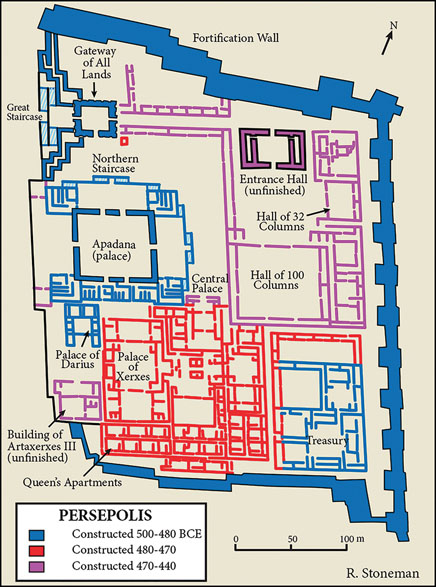 Fortification Wall
N
Gateway
of All
Lands
Great
Staircase
Northern
Staircase
Entrance Hall
(unfinished)
Hall of 32
Columns
Apadana
(palace)
Central
Palace
Hall of 100
Columns
Palace of
Darius
Palace
of
Xerxes
Building of
Artaxerxes III
(unfinished)
Treasury
Queen's Apartments
PERSEPOLIS
Constructed 500-480 BCE
Constructed 480-470
Constructed 470-440
0 50 100 m
R. Stoneman